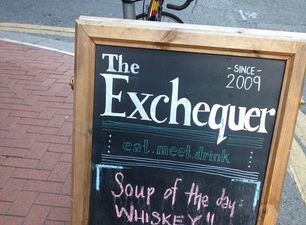 The
- SINCE -
2009
Exchequer
eat.meet.drink
Soup of the day:
WHISKEY!!